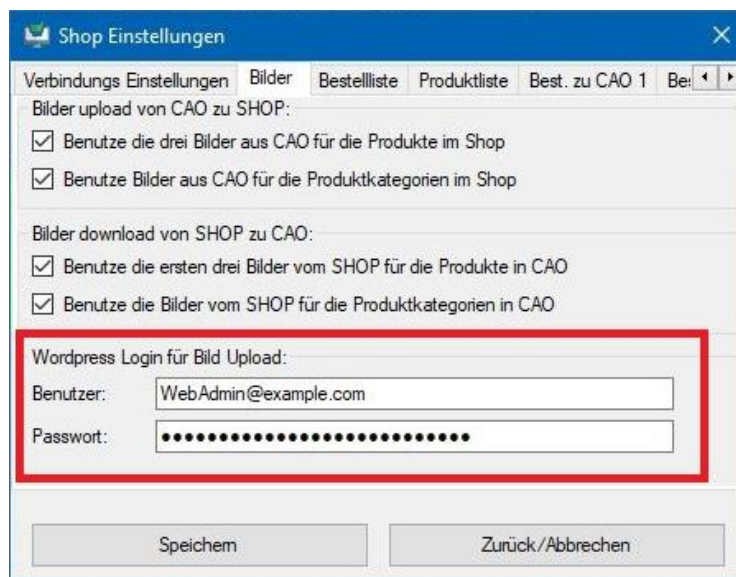 Shop Einstellungen
Verbindungs Einstellungen Bilder Bestellliste Produktliste Best. zu CAO 1
Bilder upload von CAO zu SHOP:
Benutze die drei Bilder aus CAO für die Produkte im Shop
Benutze Bilder aus CAO für die Produktkategorien im Shop
Bilder download von SHOP zu CAO:
Benutze die ersten drei Bilder vom SHOP für die Produkte in CAO
Benutze die Bilder vom SHOP für die Produktkategorien in CAO
Wordpress Login für Bild Upload:
Benutzer: WebAdmin@example.com
Passwort:
Speichern Zurück/Abbrechen